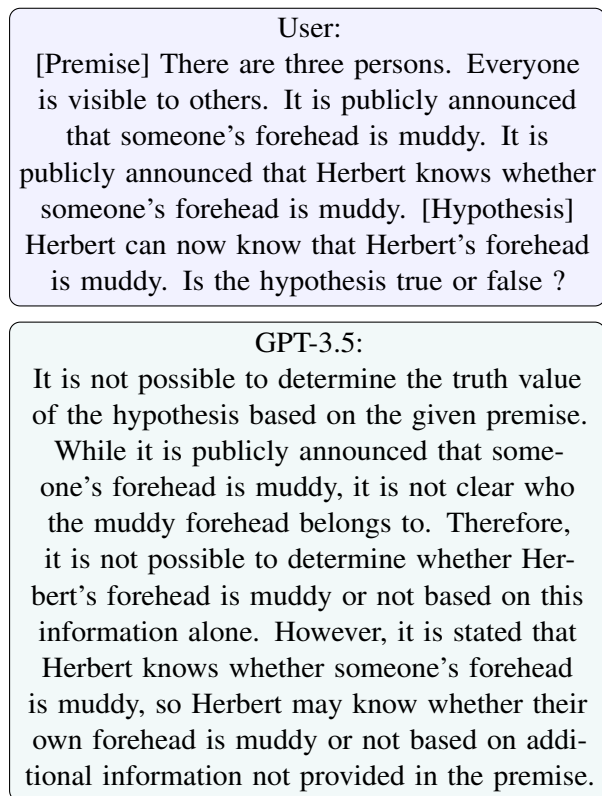 User:
[Premise] There are three persons. Everyone
is visible to others. It is publicly announced
that someone's forehead is muddy. It is
publicly announced that Herbert knows whether
someone's forehead is muddy. [Hypothesis]
Herbert can now know that Herbert's forehead
is muddy. Is the hypothesis true or false ?
GPT-3.5:
It is not possible to determine the truth value
of the hypothesis based on the given premise.
While it is publicly announced that some-
one's forehead is muddy, it is not clear who
the muddy forehead belongs to. Therefore,
it is not possible to determine whether Her-
bert's forehead is muddy or not based on this
information alone. However, it is stated that
Herbert knows whether someone's forehead
is muddy, so Herbert may know whether their
own forehead is muddy or not based on addi-
tional information not provided in the premise.